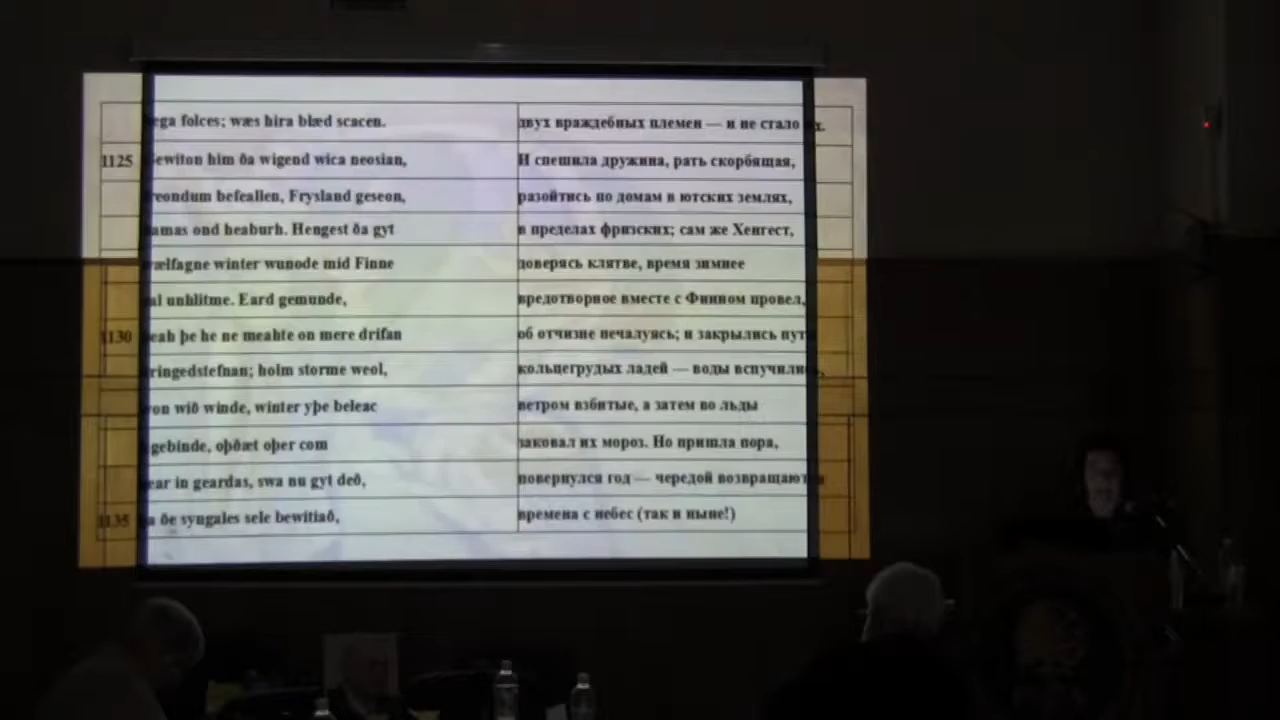 folces; wæs hira blæd scacen. двух враждебных племен — и не стало их.
1125 Gewiton him ða wigend wica neosian, И спешила дружина, рать скорбящая,
freondum befeallen, Frysland geseon, разойтись по домам в ютских землях,
hamas ond heaburh. Hengest ða gyt в пределах фризских; сам же Хенгест,
wælfagne winter wunode mid Finne доверясь клятве, время зимнее
unhlitme. Eard gemunde, вредотворное вместе с Финном провел,
1130 þeah þe he ne meahte on mere drifan об отчизне печалуясь; и закрылись пути
hringedstefnan; holm storme weol, кольцегрудых ладей — воды вспучились,
won wið winde, winter yþe beleac ветром взбитые, а затем во льды
gebinde, oþðæt oþer com заковал их мороз. Но пришла пора,
gear in geardas, swa nu gyt deð, повернулся год — чередой возвращаются
1135 þa ðe syngales sele bewitiað, времена с небес (так и ныне!)